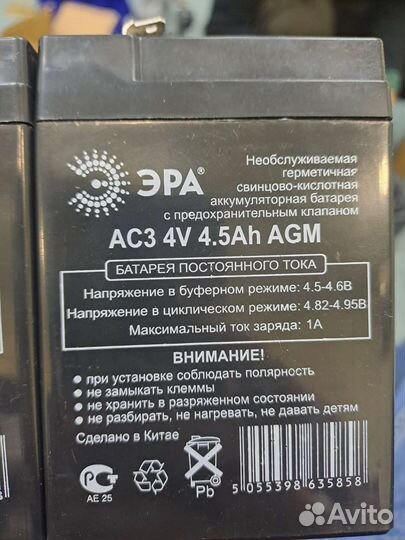 ЭРА®
Необслуживаемая
герметичная
свинцово-кислотная
аккумуляторная батарея
с предохранительным клапаном
АС3 4V 4.5Ah AGM
БАТАРЕЯ ПОСТОЯННОГО ТОКА
Напряжение в буферном режиме: 4.5-4.6В
Напряжение в циклическом режиме: 4.82-4.95В
Максимальный ток заряда: 1А
ВНИМАНИЕ!
● при установке соблюдать полярность
● не замыкать клеммы
● не хранить в разряженном состоянии
● не разбирать, не нагревать, не давать детям
Сделано в Китае
АЕ 25
Pb
5 055398 635858
Avito